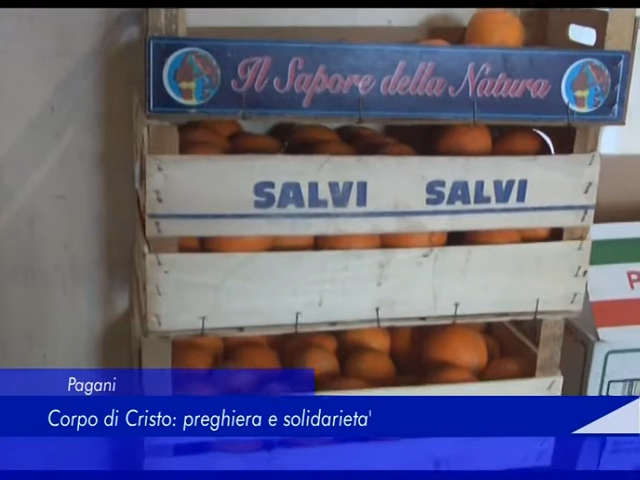 Il Sapore della Natura
SALVI SALVI
P
Pagani
Corpo di Cristo: preghiera e solidarieta'